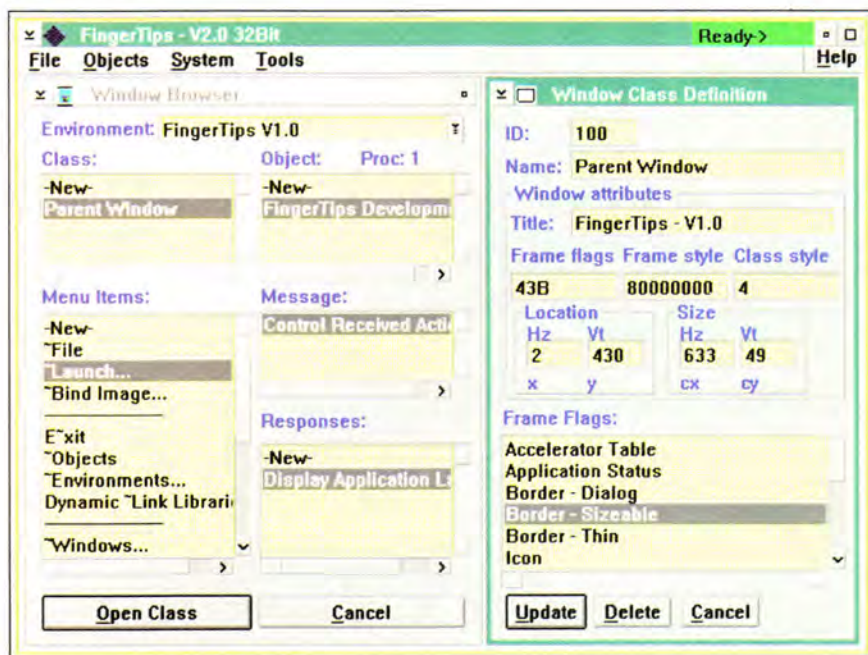 FingerTips - V2.0 32Bit
Ready->
File Objects System Tools Help
Window Browser
Environment: FingerTips V1.0
Class:
-New-
Parent Window
Object: Proc: 1
-New-
FingerTips Developm
Menu Items:
-New-
~File
~Launch...
~Bind Image...
E~xit
~Objects
~Environments...
Dynamic ~Link Librari
~Windows...
Message:
Control Received Acti
Responses:
-New-
Display Application La
Open Class
Cancel
Window Class Definition
ID: 100
Name: Parent Window
Window attributes
Title: FingerTips - V1.0
Frame flags Frame style Class style
43B 80000000 4
Location Size
Hz Vt Hz Vt
2 430 633 49
x y cx cy
Frame Flags:
Accelerator Table
Application Status
Border - Dialog
Border - Sizeable
Border - Thin
Icon
Update Delete Cancel